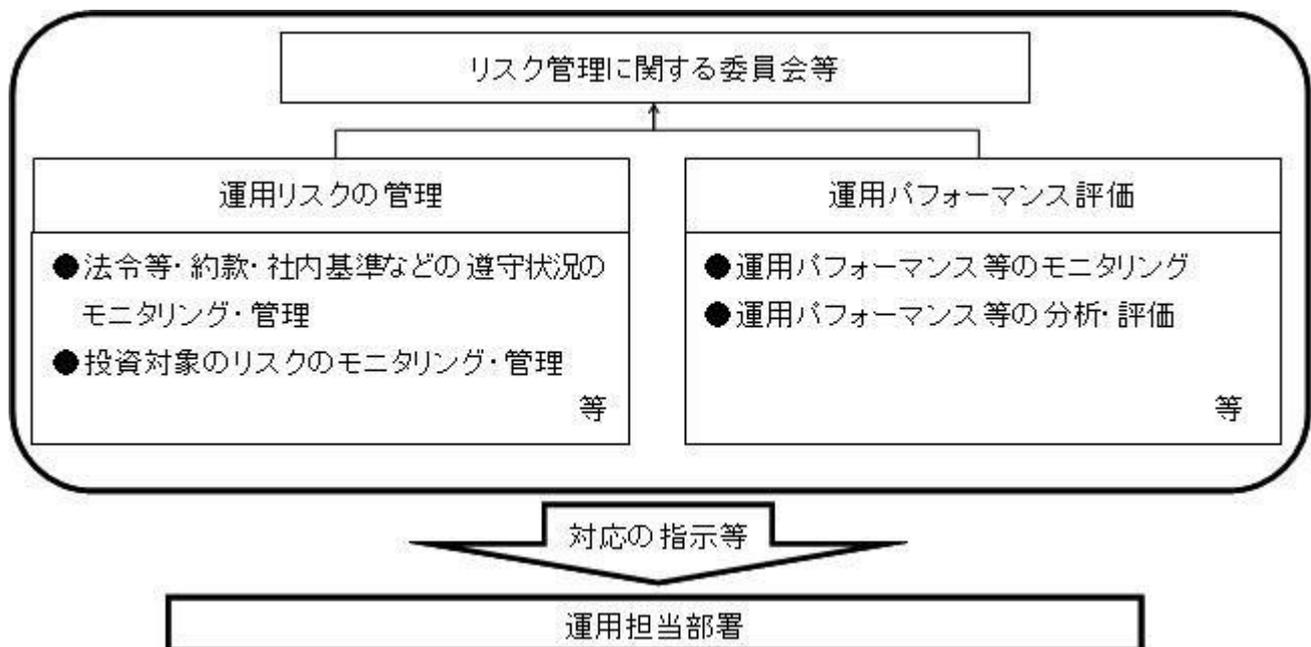 リスク管理に関する委員会等
運用リスクの管理
●法令等・約款・社内基準などの遵守状況の
モニタリング・管理
●投資対象のリスクのモニタリング・管理
等
運用パフォーマンス評価
●運用パフォーマンス等のモニタリング
●運用パフォーマンス等の分析・評価
等
対応の指示等
運用担当部署